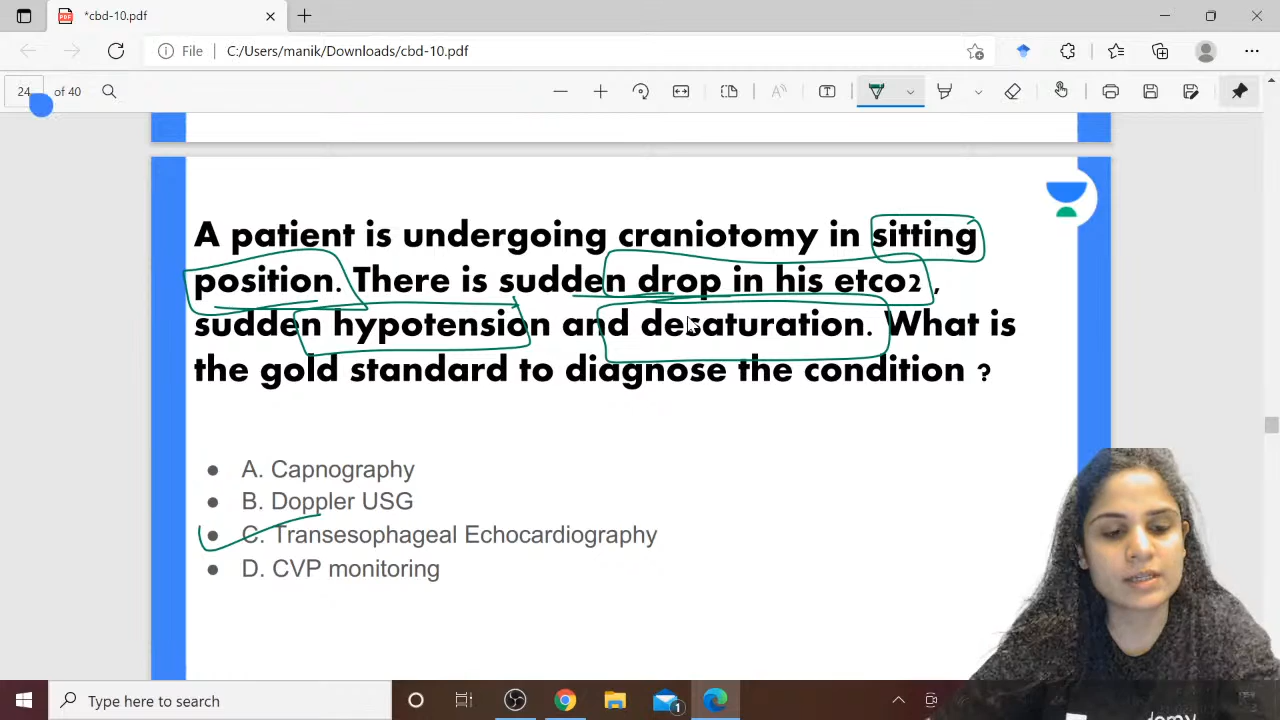 *cbd-10.pdf
File
C:/Users/manik/Downloads/cbd-10.pdf
24
of 40
A patient is undergoing craniotomy in sitting
position. There is sudden drop in his etco2 ,
sudden hypotension and desaturation. What is
the gold standard to diagnose the condition ?
A. Capnography
B. Doppler USG
C. Transesophageal Echocardiography
D. CVP monitoring
Type here to search
1